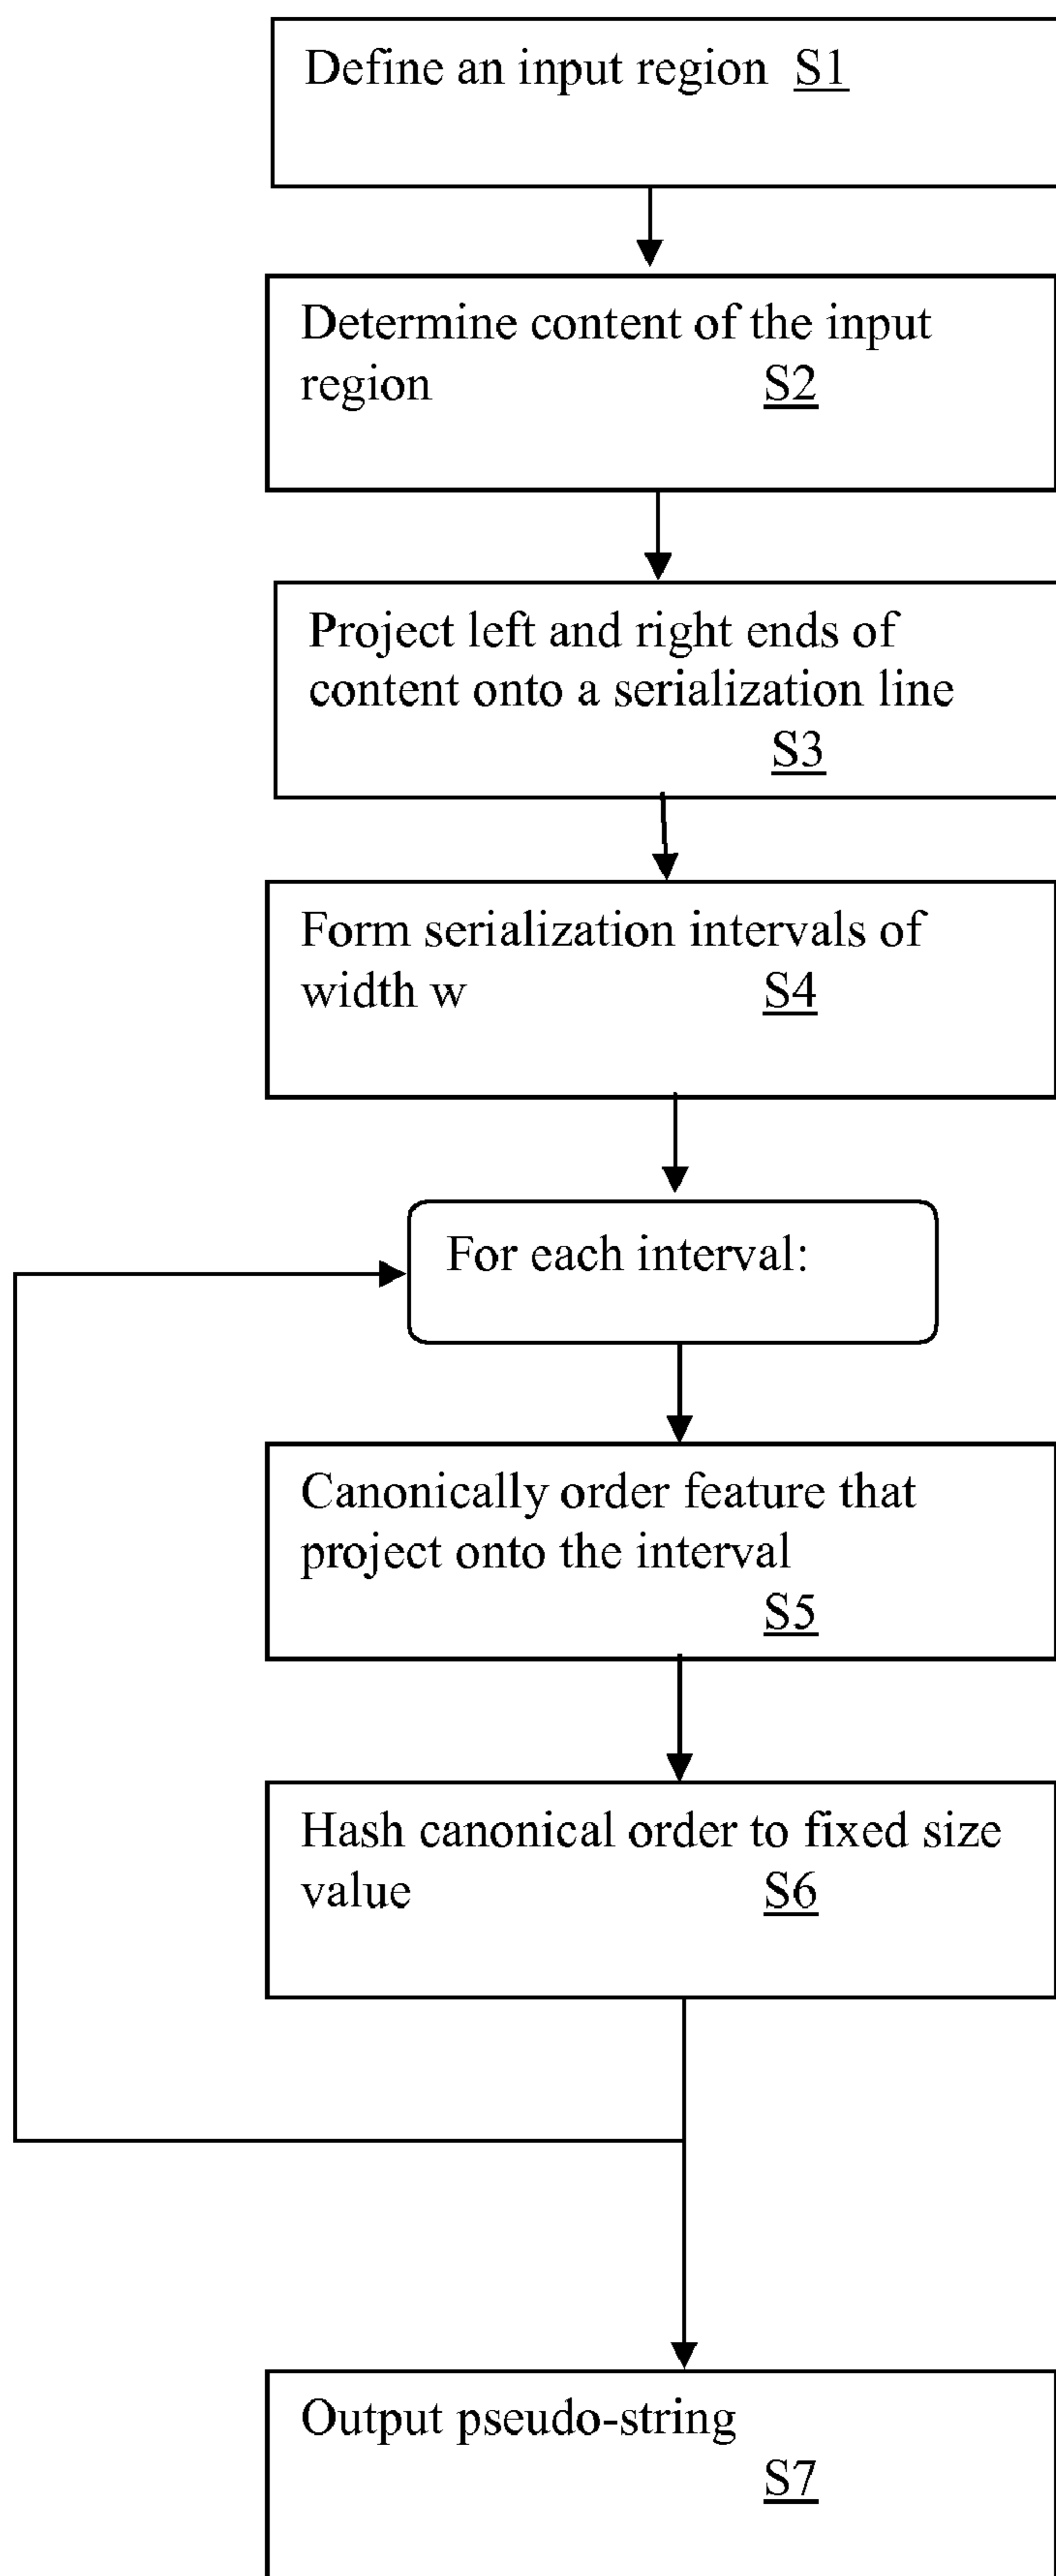 Define an input region S1
Determine content of the input
region S2
Project left and right ends of
content onto a serialization line
S3
Form serialization intervals of
width w S4
For each interval:
Canonically order feature that
project onto the interval
S5
Hash canonical order to fixed size
value S6
Output pseudo-string
S7